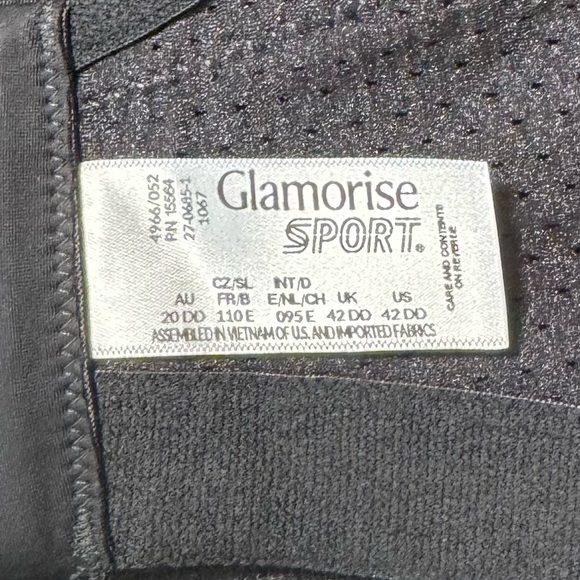 4966/052
RN 15564
27-0685-1
1067
Glamorise
SPORT®
CARE AND CONTENT
ON REVERSE
CZ/SL INT/D
AU FR/B E/NL/CH UK US
20 DD 110 E 095 E 42 DD 42 DD
ASSEMBLED IN VIETNAM OF U.S. AND IMPORTED FABRICS